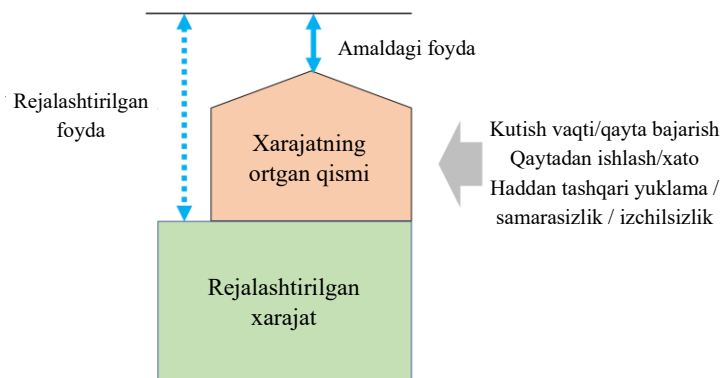 Amaldagi foyda
Rejalashtirilgan
foyda
Xarajatning
ortgan qismi
Kutish vaqti/qayta bajarish
Qaytadan ishlash/xato
Haddan tashqari yuklama /
samarasizlik / izchilsizlik
Rejalashtirilgan
xarajat